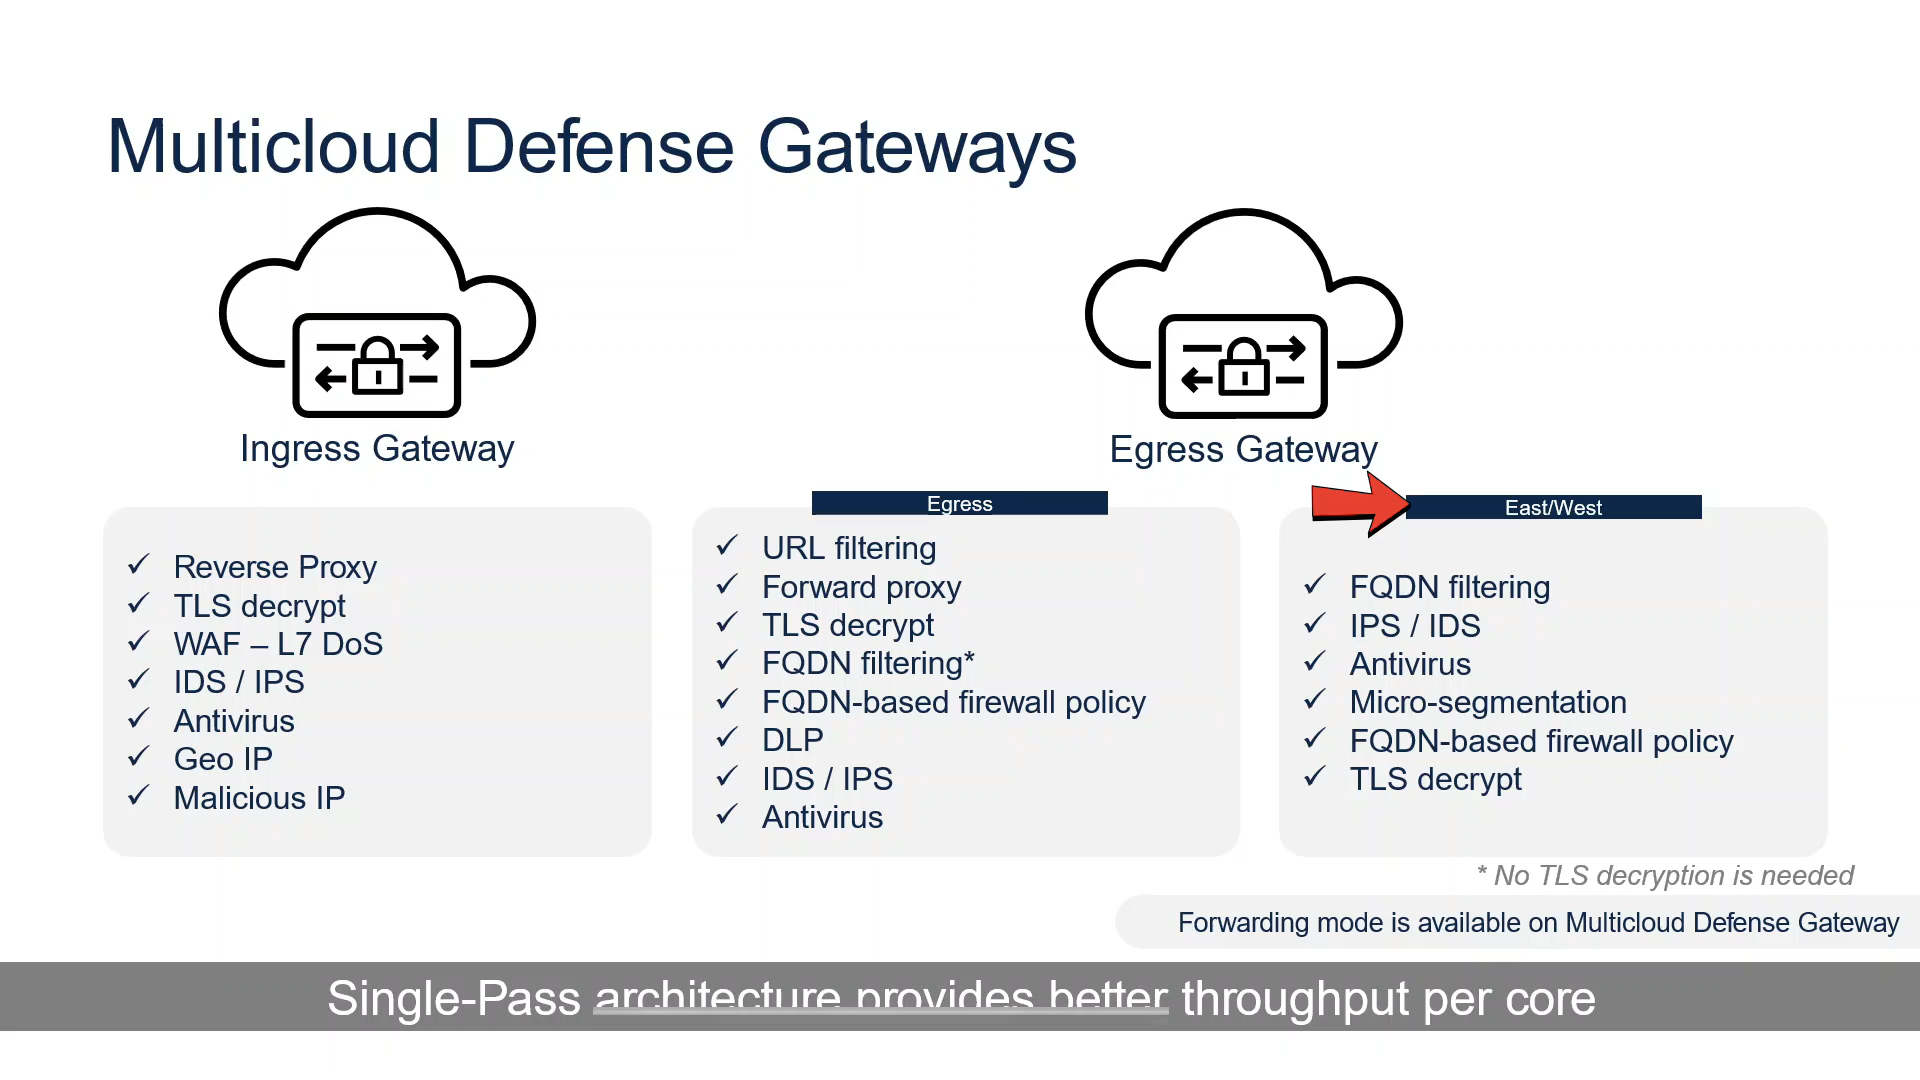 Multicloud Defense Gateways
Ingress Gateway
Reverse Proxy
TLS decrypt
WAF – L7 DoS
IDS / IPS
Antivirus
Geo IP
Malicious IP
Egress Gateway
Egress
URL filtering
Forward proxy
TLS decrypt
FQDN filtering*
FQDN-based firewall policy
DLP
IDS / IPS
Antivirus
East/West
FQDN filtering
IPS / IDS
Antivirus
Micro-segmentation
FQDN-based firewall policy
TLS decrypt
* No TLS decryption is needed
Forwarding mode is available on Multicloud Defense Gateway
Single-Pass architecture provides better throughput per core